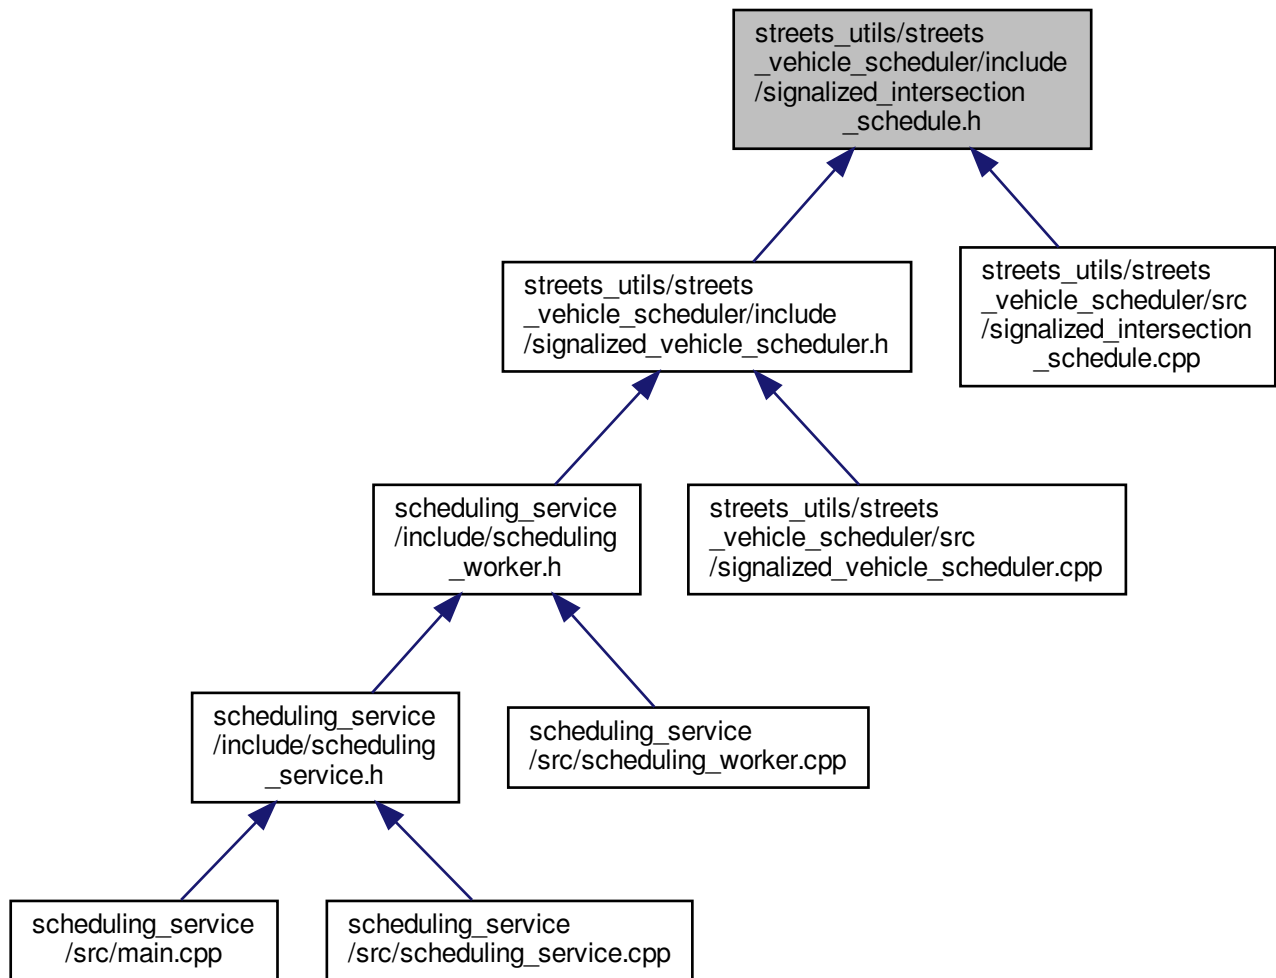 streets_utils/streets
_vehicle_scheduler/include
/signalized_intersection
_schedule.h
streets_utils/streets
_vehicle_scheduler/include
/signalized_vehicle_scheduler.h
streets_utils/streets
_vehicle_scheduler/src
/signalized_intersection
_schedule.cpp
scheduling_service
/include/scheduling
_worker.h
streets_utils/streets
_vehicle_scheduler/src
/signalized_vehicle_scheduler.cpp
scheduling_service
/include/scheduling
_service.h
scheduling_service
/src/scheduling_worker.cpp
scheduling_service
/src/main.cpp
scheduling_service
/src/scheduling_service.cpp